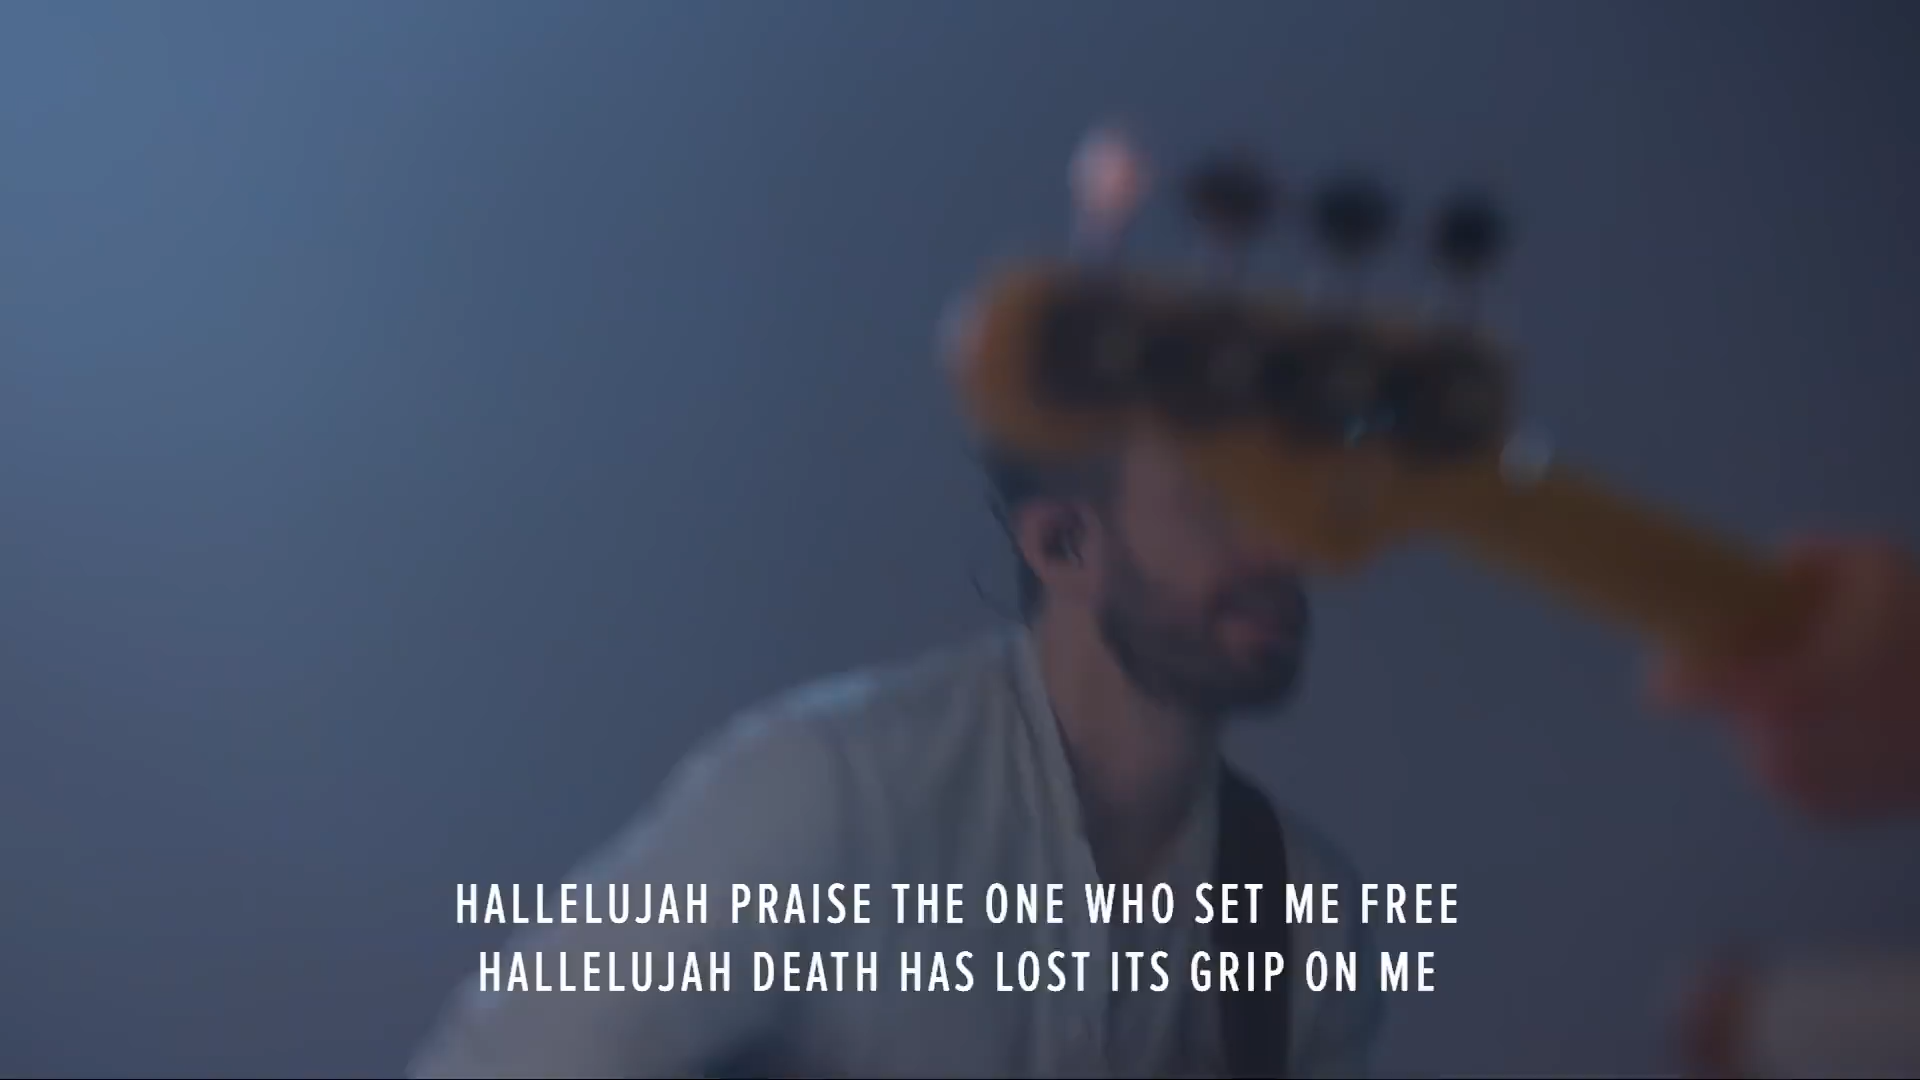 HALLELUJAH PRAISE THE ONE WHO SET ME FREE
HALLELUJAH DEATH HAS LOST ITS GRIP ON ME